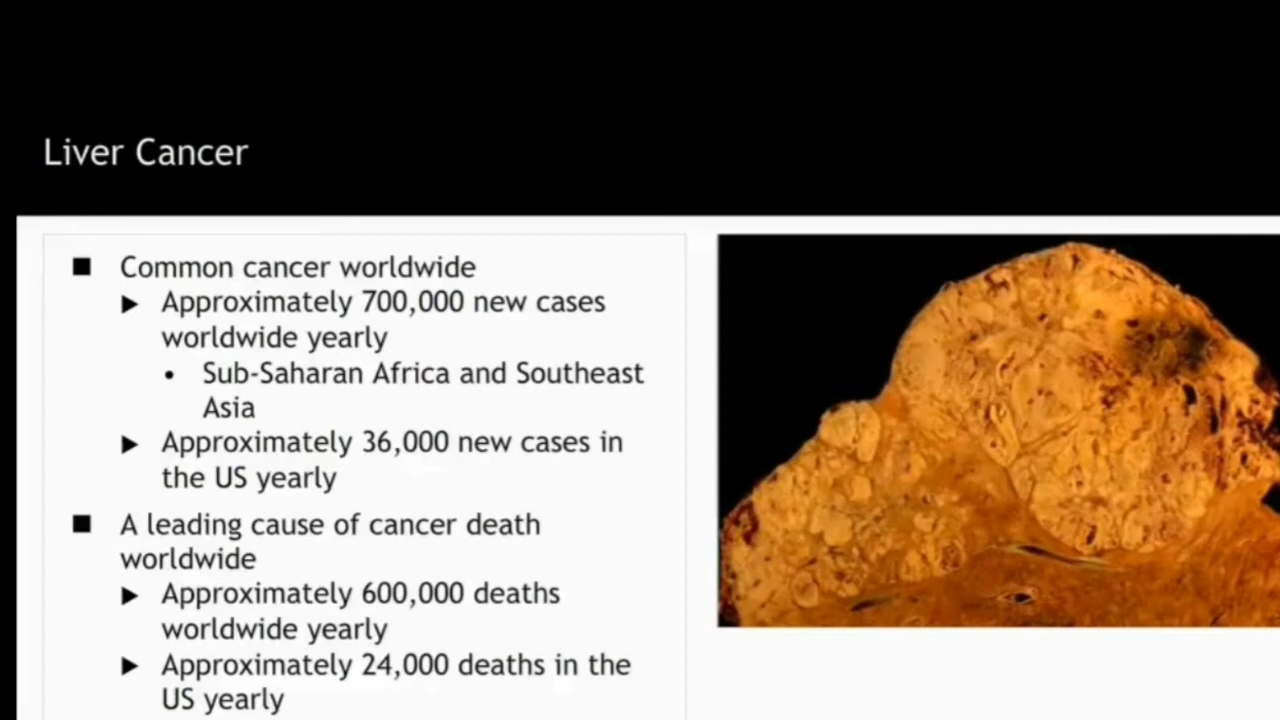 Liver Cancer
■ Common cancer worldwide
▶ Approximately 700,000 new cases
worldwide yearly
• Sub-Saharan Africa and Southeast
Asia
▶ Approximately 36,000 new cases in
the US yearly
■ A leading cause of cancer death
worldwide
▶ Approximately 600,000 deaths
worldwide yearly
▶ Approximately 24,000 deaths in the
US yearly